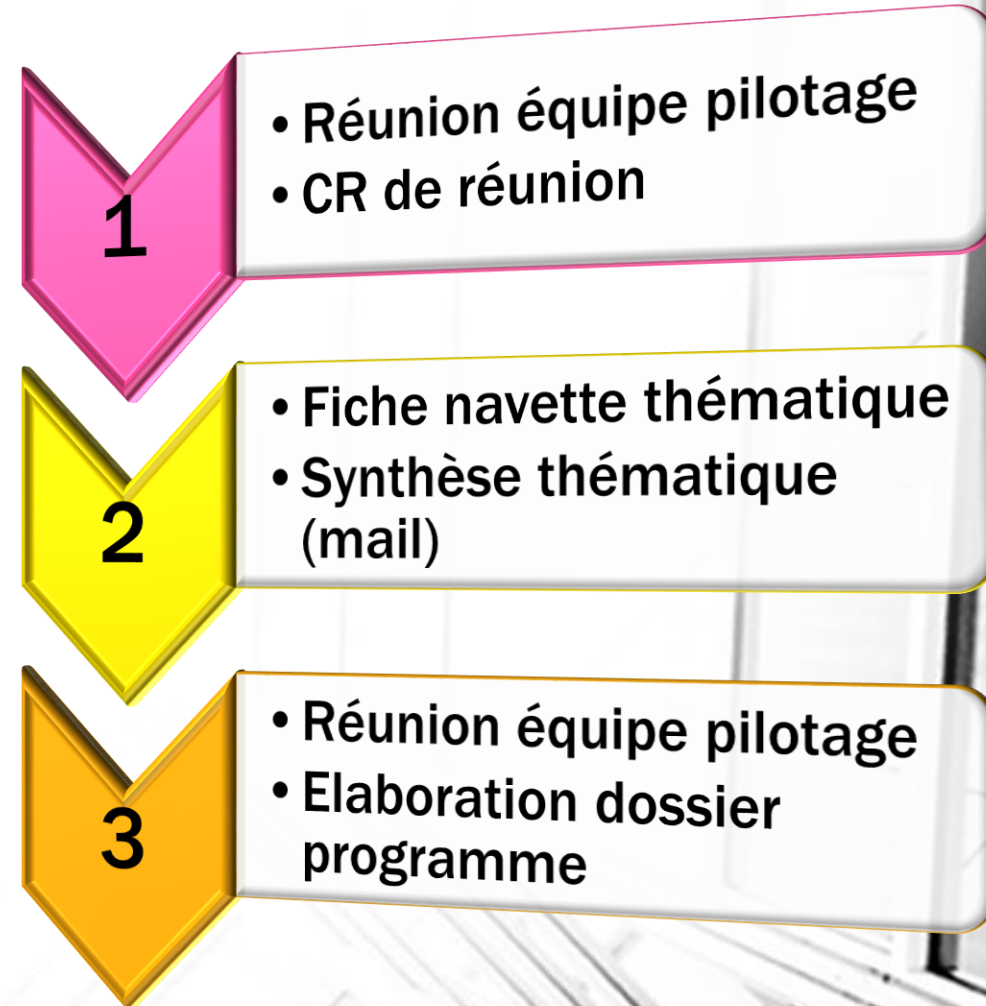 1
• Réunion équipe pilotage
• CR de réunion
2
• Fiche navette thématique
• Synthèse thématique
(mail)
3
• Réunion équipe pilotage
• Elaboration dossier
programme